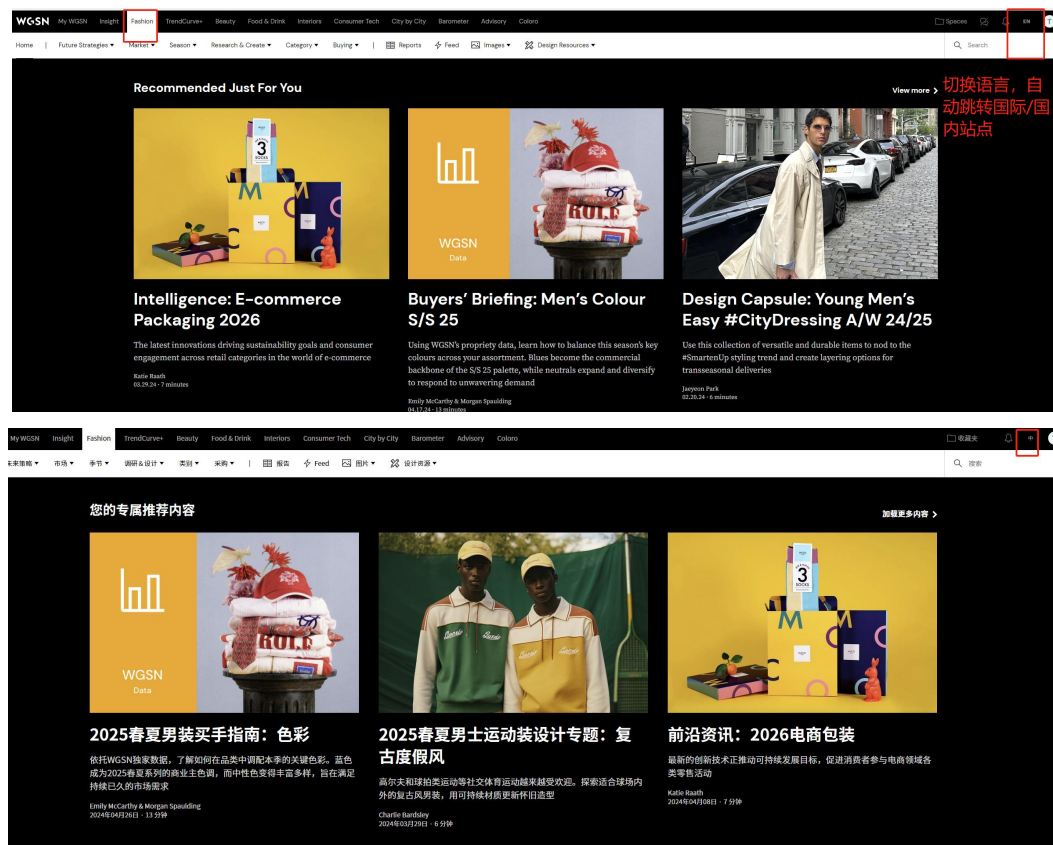 WGSN My WGSN Insight Fashion TrendCurve+ Beauty Food & Drink Interiors Consumer Tech City by City Barometer Advisory Coloro Spaces EN T
Home | Future Strategies Market Season Research & Create Category Buying | Reports Feed Images Design Resources Search
Recommended Just For You
View more
切换语言，自
动跳转国际/国
内站点
3
SOCKS
WGSN
Data
Intelligence: E-commerce
Packaging 2026
Buyers' Briefing: Men's Colour
S/S 25
Design Capsule: Young Men's
Easy #CityDressing A/W 24/25
The latest innovations driving sustainability goals and consumer
engagement across retail categories in the world of e-commerce
Katie Raath
03.29.24 · 7 minutes
Using WGSN's propriety data, learn how to balance this season's key
colours across your assortment. Blues become the commercial
backbone of the S/S 25 palette, while neutrals expand and diversify
to respond to unwavering demand
Emily McCarthy & Morgan Spaulding
04.17.24 · 13 minutes
Use this collection of versatile and durable items to nod to the
#SmartenUp styling trend and create layering options for
transseasonal deliveries
Jaeyeon Park
02.20.24 · 6 minutes
My WGSN Insight Fashion TrendCurve+ Beauty Food & Drink Interiors Consumer Tech City by City Barometer Advisory Coloro 收藏夹 中
未来策略 市场 季节 调研&设计 类别 采购 | 报告 Feed 图片 设计资源 搜索
您的专属推荐内容
加载更多内容
WGSN
Data
3
SOCKS
2025春夏男装买手指南：色彩
2025春夏男士运动装设计专题：复
古度假风
前沿资讯：2026电商包装
依托WGSN独家数据，了解如何在品类中调配本季的关键色彩。蓝色
成为2025春夏系列的商业主色调，而中性色变得丰富多样，旨在满足
持续已久的市场需求
Emily McCarthy & Morgan Spaulding
2024年04月26日 · 13 分钟
高尔夫和球拍类运动等社交体育运动越来越受欢迎。探索适合球场内
外的复古风男装，用可持续材质更新怀旧造型
Charlie Bardsley
2024年03月29日 · 6 分钟
最新的创新技术正推动可持续发展目标，促进消费者参与电商领域各
类零售活动
Katie Raath
2024年04月08日 · 7 分钟